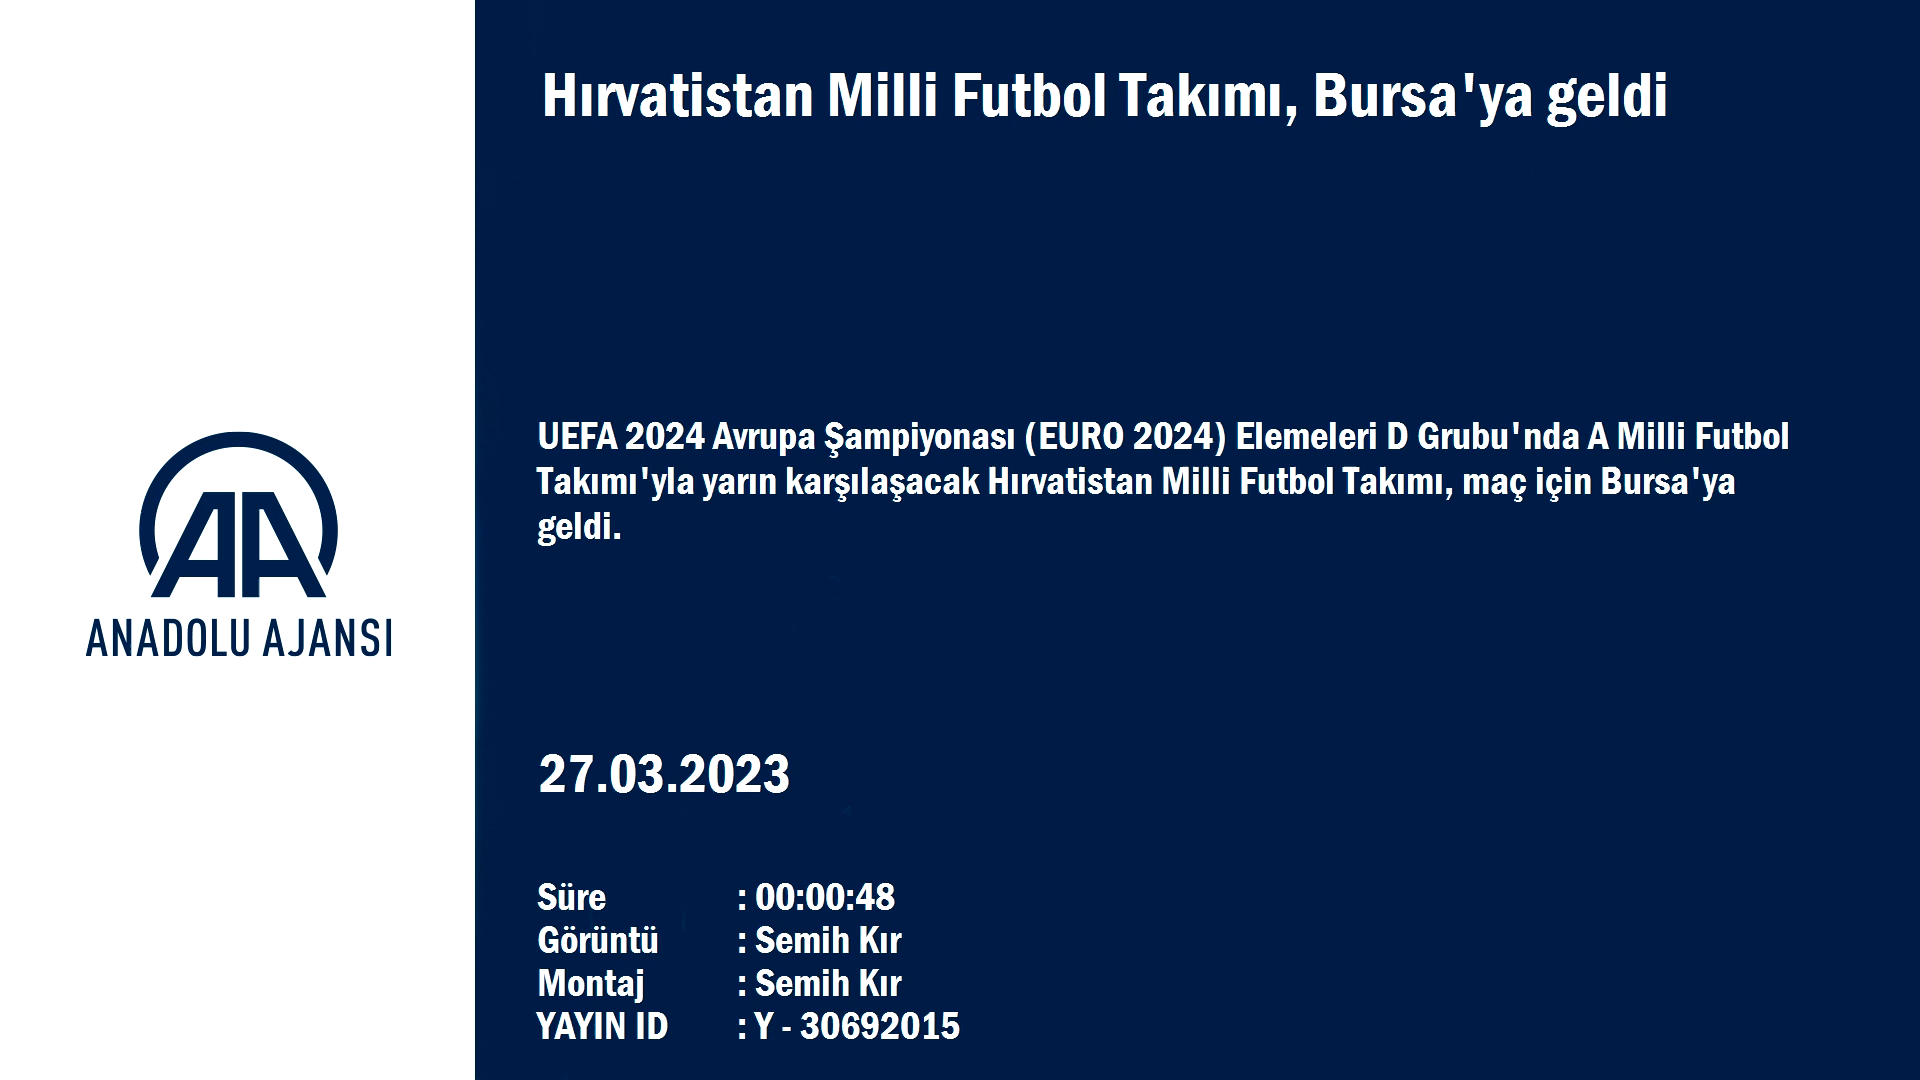 Hırvatistan Milli Futbol Takımı, Bursa'ya geldi
UEFA 2024 Avrupa Şampiyonası (EURO 2024) Elemeleri D Grubu'nda A Milli Futbol
Takımı'yla yarın karşılaşacak Hırvatistan Milli Futbol Takımı, maç için Bursa'ya
geldi.
AA
ANADOLU AJANSI
27.03.2023
Süre : 00:00:48
Görüntü : Semih Kır
Montaj : Semih Kır
YAYIN ID : Y - 30692015